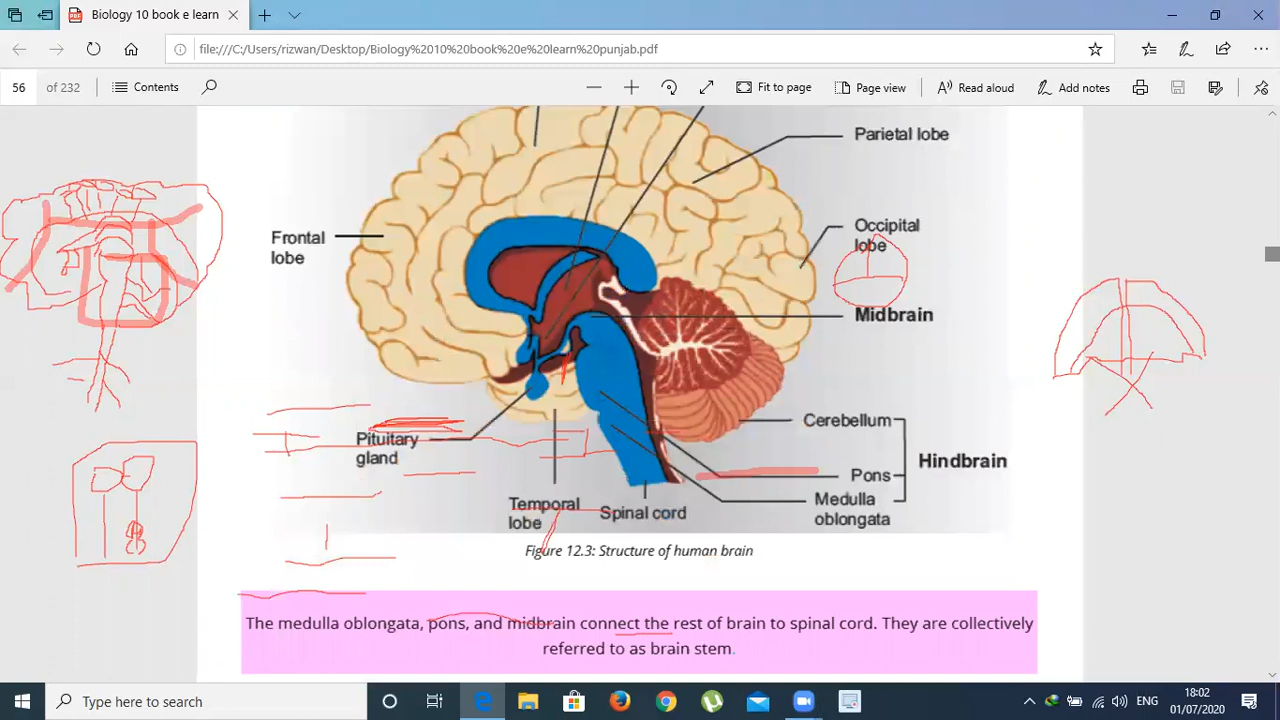 Biology 10 book e learn
file:///C:/Users/rizwan/Desktop/Biology%2010%20book%20e%20learn%20punjab.pdf
56 of 232 Contents Fit to page Page view Read aloud Add notes
Parietal lobe
Occipital
lobe
Frontal
lobe
Midbrain
Cerebellum
Pituitary
gland
Hindbrain
Pons
Temporal
lobe
Spinal cord
Medulla
oblongata
Figure 12.3: Structure of human brain
The medulla oblongata, pons, and midbrain connect the rest of brain to spinal cord. They are collectively
referred to as brain stem.
Type here to search
ENG
18:02
01/07/2020